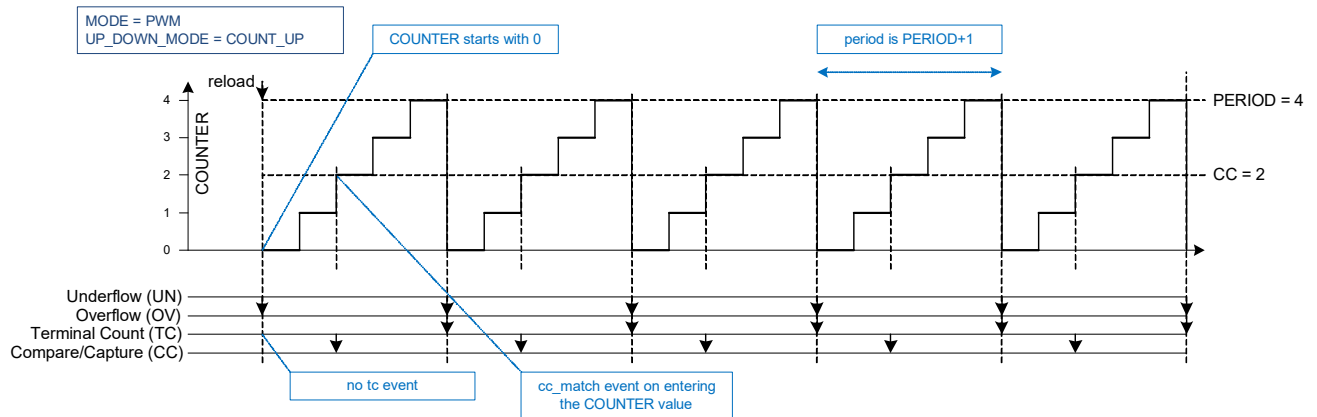 MODE = PWM
UP_DOWN_MODE = COUNT_UP
COUNTER starts with 0
period is PERIOD+1
reload
4
3
2
1
0
COUNTER
PERIOD = 4
CC = 2
Underflow (UN)
Overflow (OV)
Terminal Count (TC)
Compare/Capture (CC)
no tc event
cc_match event on entering
the COUNTER value